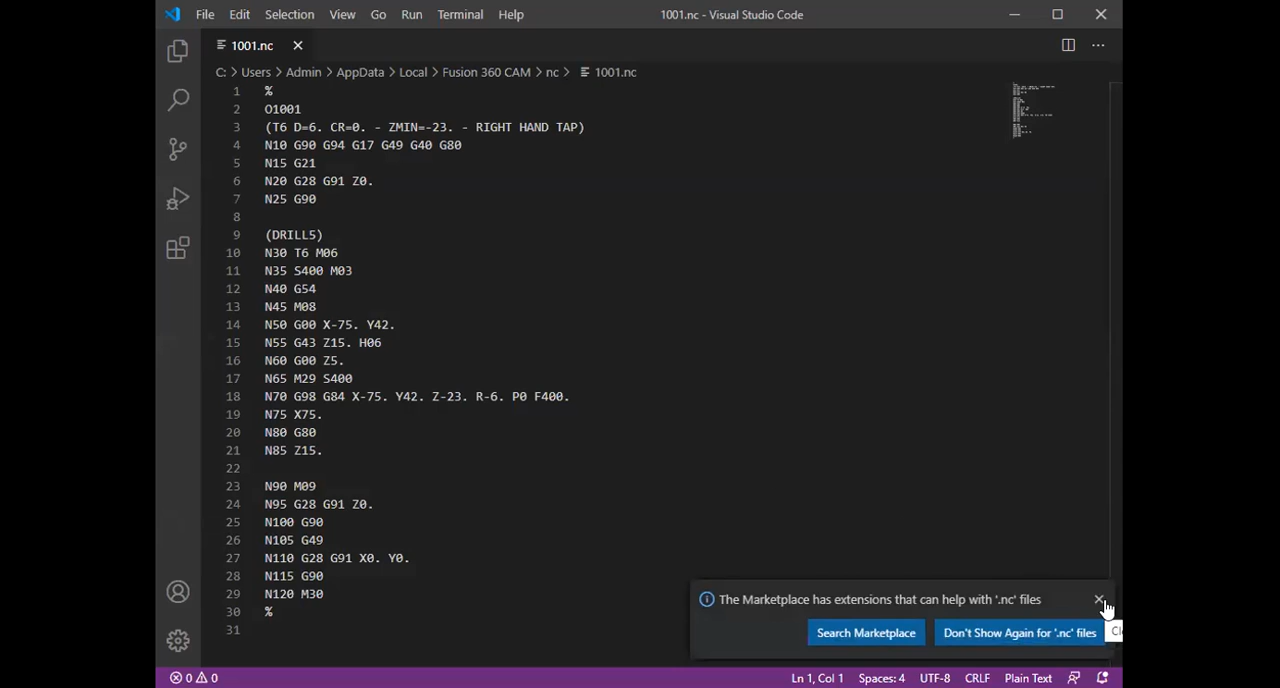 File Edit Selection View Go Run Terminal Help 1001.nc - Visual Studio Code
1001.nc
C: > Users > Admin > AppData > Local > Fusion 360 CAM > nc > 1001.nc
1 %
2 O1001
3 (T6 D=6. CR=0. - ZMIN=-23. - RIGHT HAND TAP)
4 N10 G90 G94 G17 G49 G40 G80
5 N15 G21
6 N20 G28 G91 Z0.
7 N25 G90
8
9 (DRILL5)
10 N30 T6 M06
11 N35 S400 M03
12 N40 G54
13 N45 M08
14 N50 G00 X-75. Y42.
15 N55 G43 Z15. H06
16 N60 G00 Z5.
17 N65 M29 S400
18 N70 G98 G84 X-75. Y42. Z-23. R-6. P0 F400.
19 N75 X75.
20 N80 G80
21 N85 Z15.
22
23 N90 M09
24 N95 G28 G91 Z0.
25 N100 G90
26 N105 G49
27 N110 G28 G91 X0. Y0.
28 N115 G90
29 N120 M30
30 %
31
The Marketplace has extensions that can help with '.nc' files
Search Marketplace Don't Show Again for '.nc' files
0 0 Ln 1, Col 1 Spaces: 4 UTF-8 CRLF Plain Text